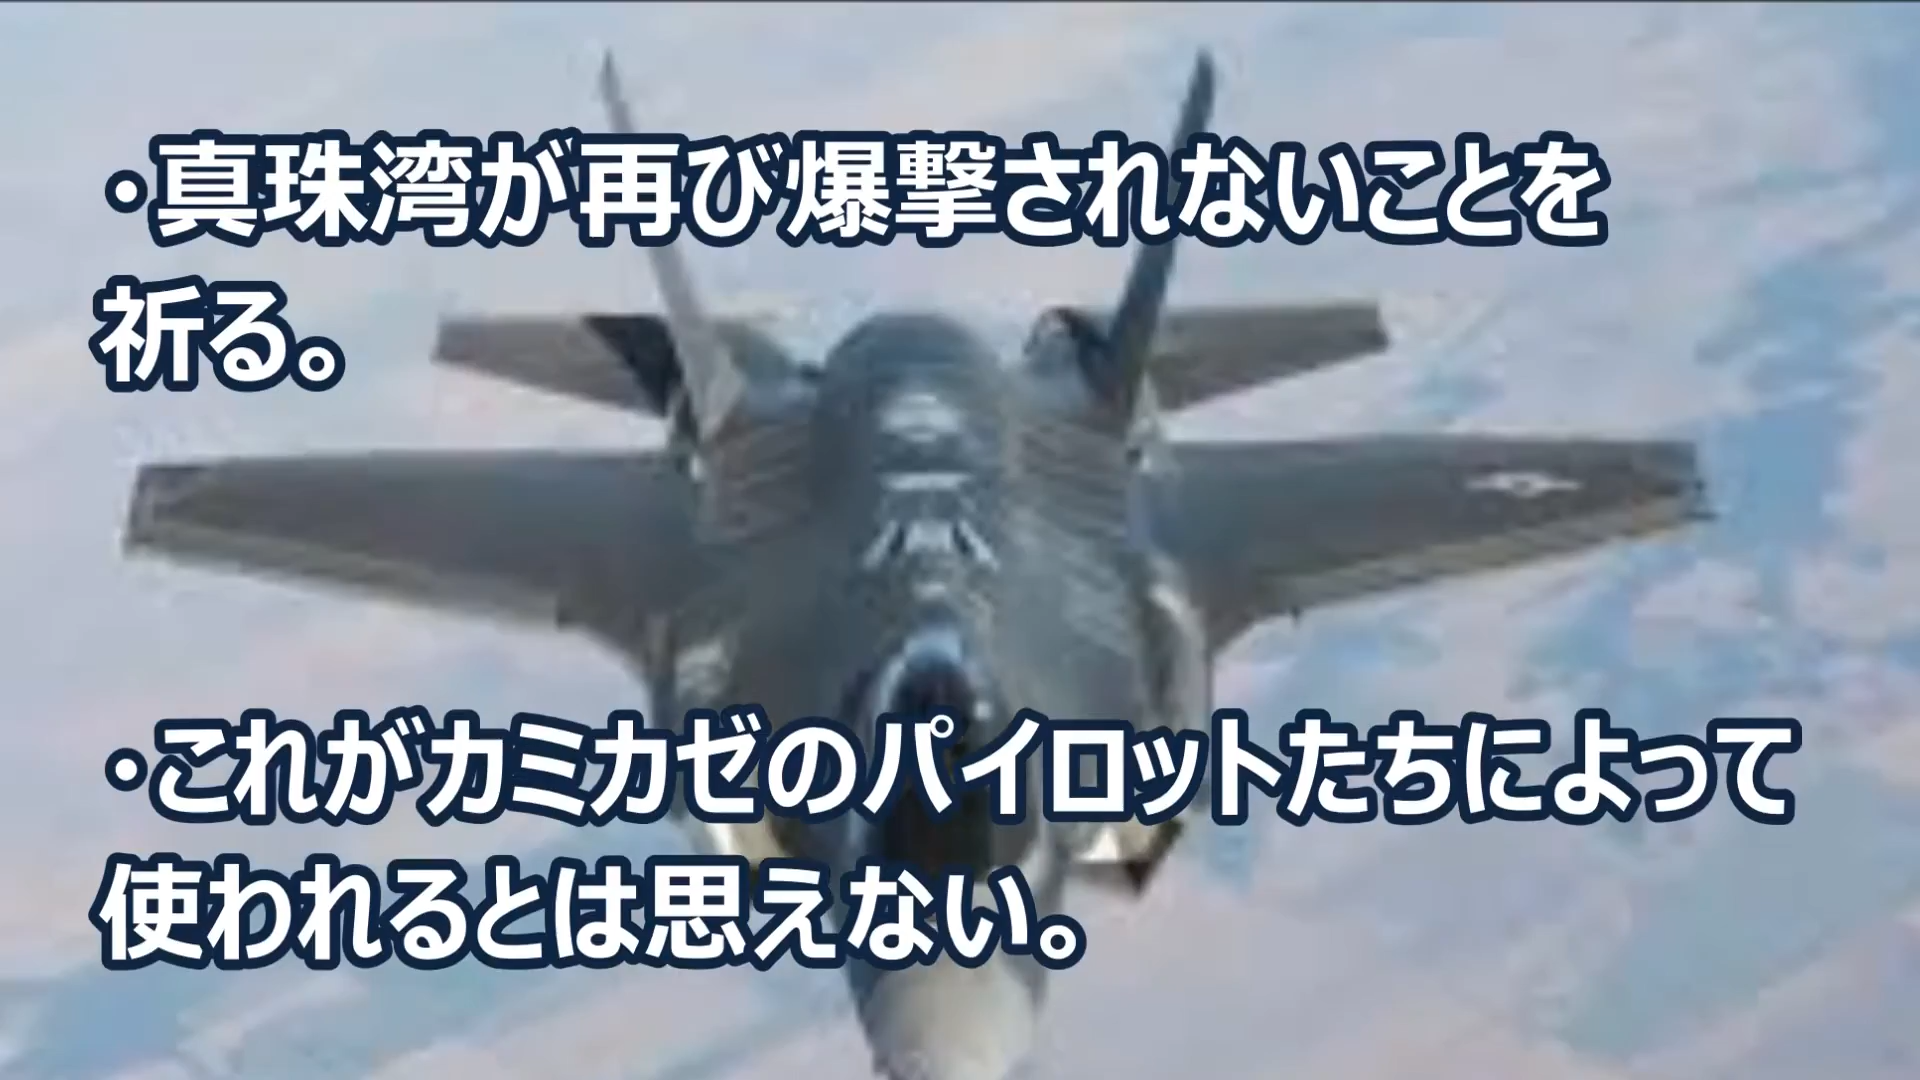 ・真珠湾が再び爆撃されないことを
祈る。
・これがカミカゼのパイロットたちによって
使われるとは思えない。